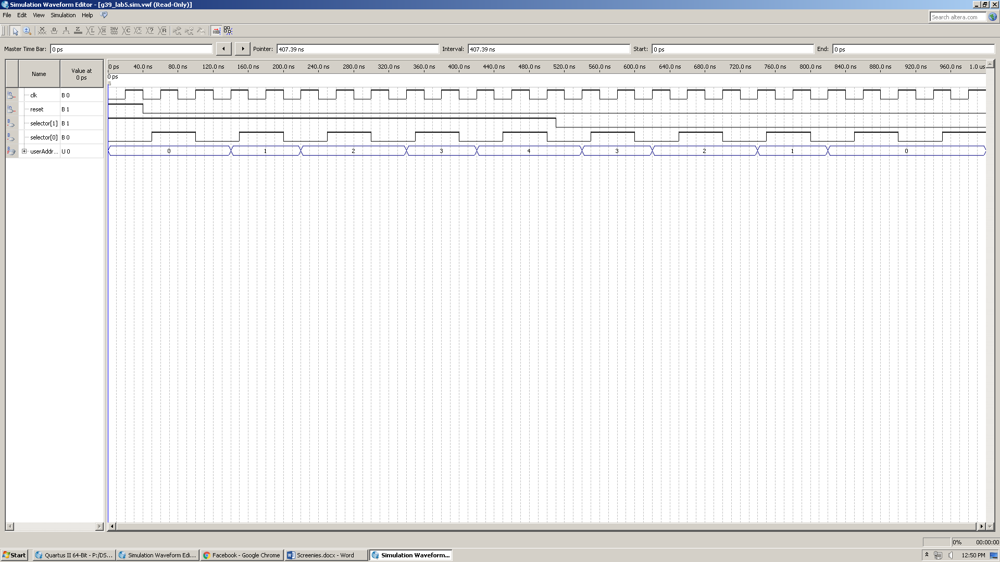 Simulation Waveform Editor - [g39_lab5.sim.vwf (Read-Only)]
File Edit View Simulation Help
Search altera.com
Master Time Bar: 0 ps Pointer: 407.39 ns Interval: 407.39 ns Start: 0 ps End: 0 ps
Name Value at 0 ps
0 ps 40.0 ns 80.0 ns 120.0 ns 160.0 ns 200.0 ns 240.0 ns 280.0 ns 320.0 ns 360.0 ns 400.0 ns 440.0 ns 480.0 ns 520.0 ns 560.0 ns 600.0 ns 640.0 ns 680.0 ns 720.0 ns 760.0 ns 800.0 ns 840.0 ns 880.0 ns 920.0 ns 960.0 ns 1.0 us
0 ps
clk B 0
reset B 1
selector[1] B 1
selector[0] B 0
userAddr... U 0 0 1 2 3 4 3 2 1 0
0% 00:00:00
Start Quartus II 64-Bit - P:/DS... Simulation Waveform Edi... Facebook - Google Chrome Screenies.docx - Word Simulation Waveform... 12:50 PM